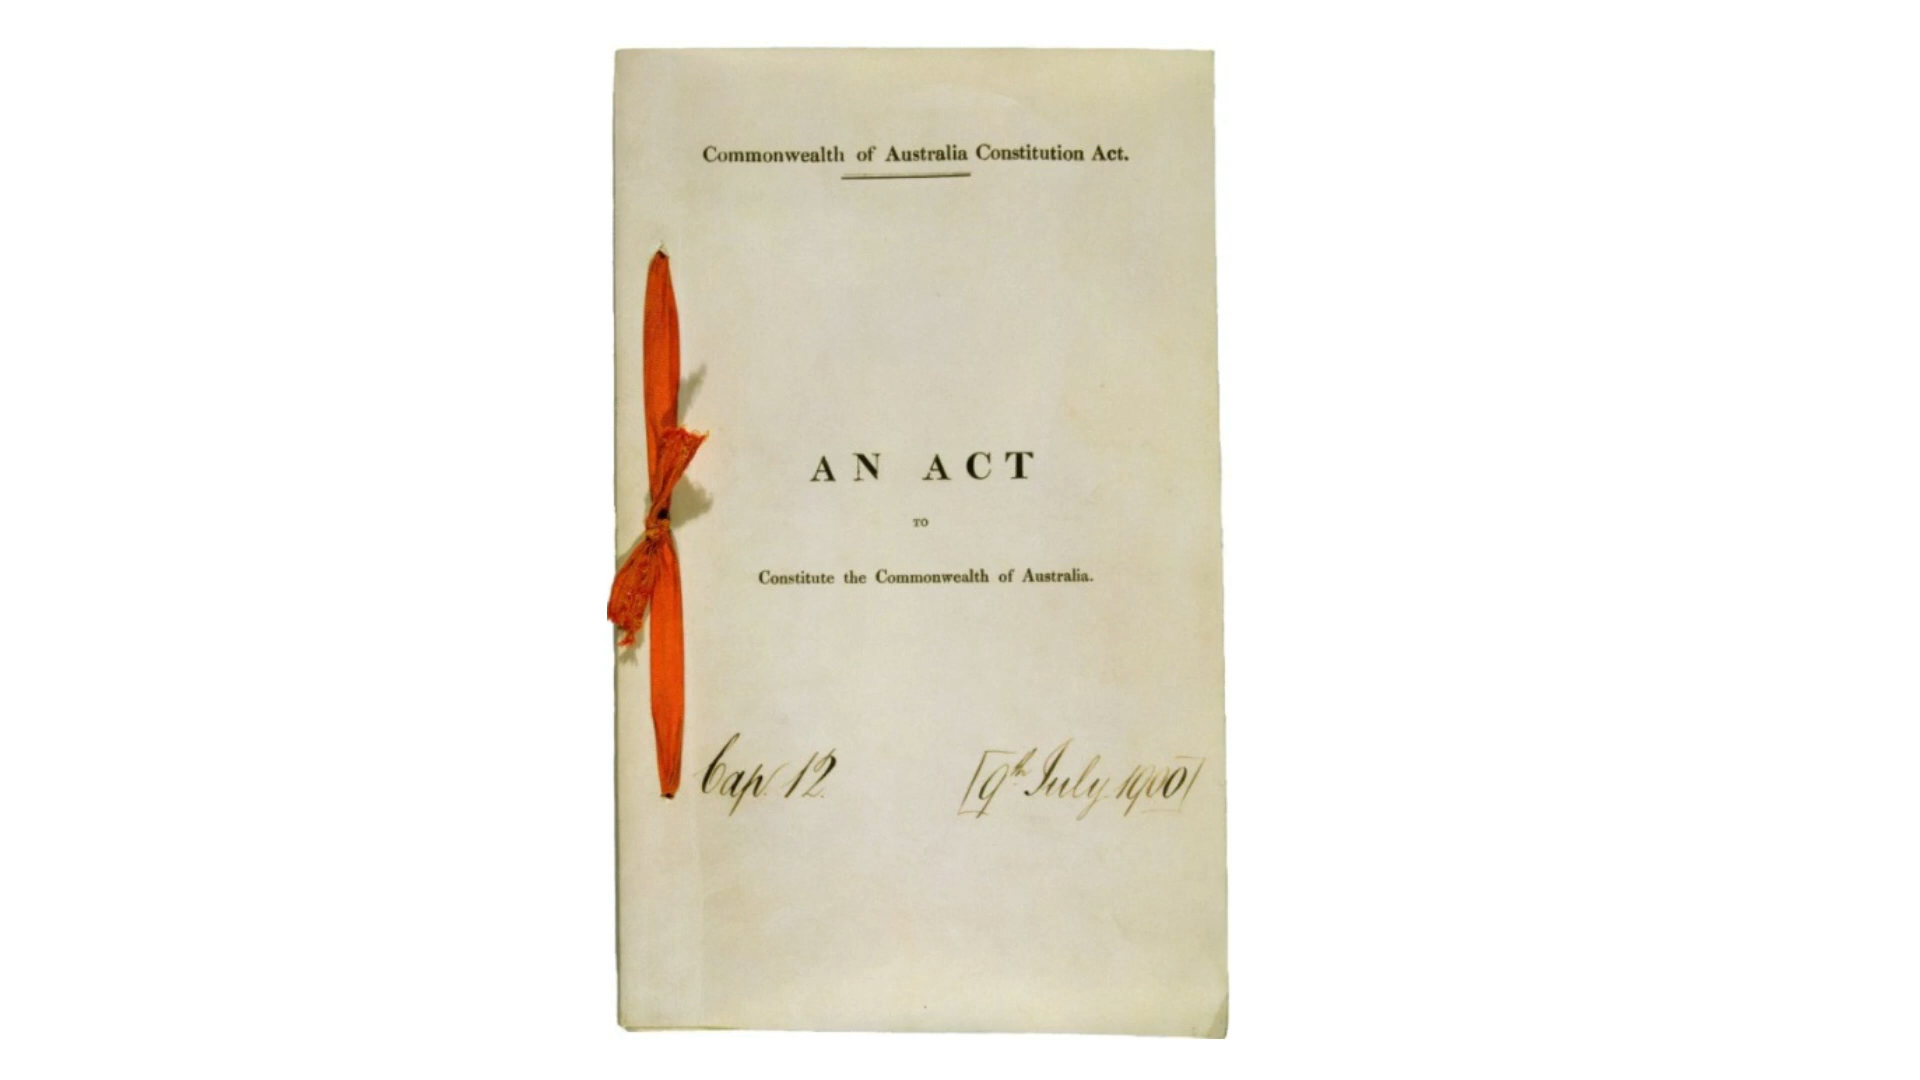 Commonwealth of Australia Constitution Act.
AN ACT
TO
Constitute the Commonwealth of Australia.
Cap. 12. [9th July 1900]